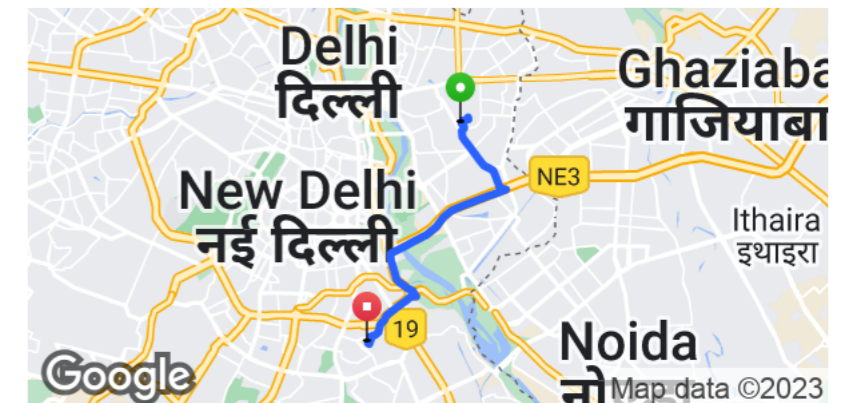 Delhi
दिल्ली
Ghaziaba
गाजियाबा
NE3
New Delhi
नई दिल्ली
Ithaira
इथाइरा
19
Noida
Google
Map data ©2023